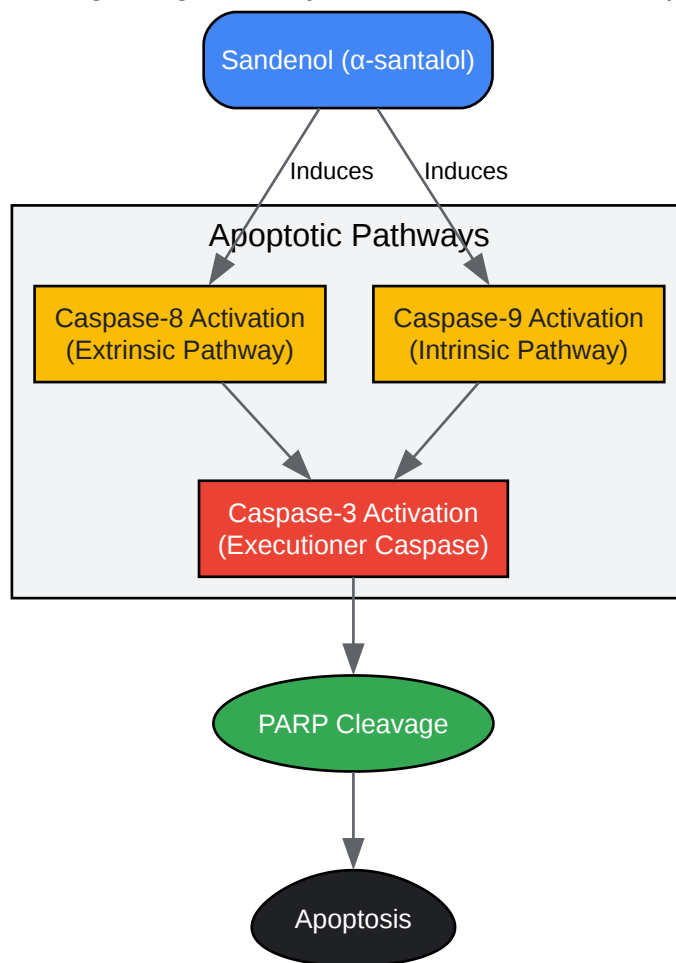 Sandenol (α-santalol)
Induces
Induces
Apoptotic Pathways
Caspase-8 Activation
(Extrinsic Pathway)
Caspase-9 Activation
(Intrinsic Pathway)
Caspase-3 Activation
(Executioner Caspase)
PARP Cleavage
Apoptosis